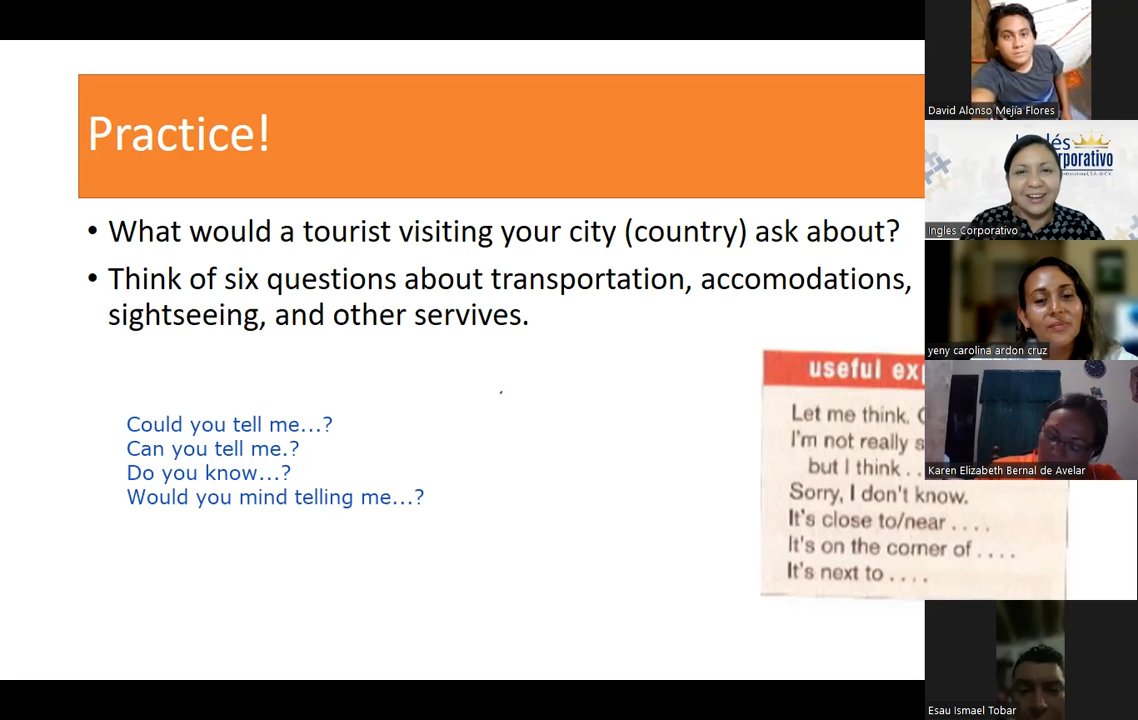 Practice!
• What would a tourist visiting your city (country) ask about?
• Think of six questions about transportation, accomodations,
sightseeing, and other servives.
Could you tell me...?
Can you tell me.?
Do you know...?
Would you mind telling me...?
useful
Let me think.
I'm not really
but I think . .
Sorry, I don't know.
It's close to/near . . . .
It's on the corner of . . . .
It's next to . . . .
David Alonso Mejía Flores
Ingles Corporativo
yeny carolina ardon cruz
Karen Elizabeth Bernal de Avelar
Esau Ismael Tobar